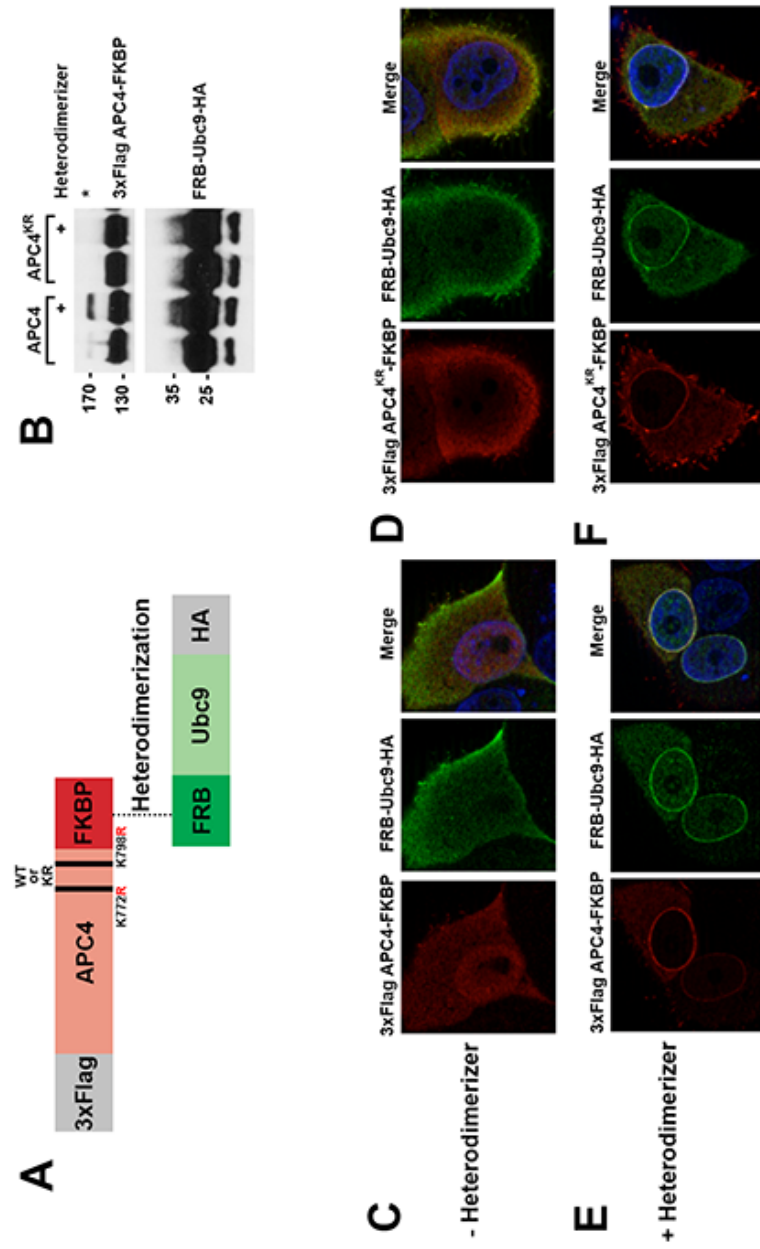 A
WT
or
KR
3xFlag APC4 FKBP
K772R K798R
Heterodimerization
FRB Ubc9 HA
B
APC4 APC4KR
+ + Heterodimerizer
170 - *
130 - 3xFlag APC4-FKBP
35 -
25 - FRB-Ubc9-HA
C
3xFlag APC4-FKBP FRB-Ubc9-HA Merge
- Heterodimerizer
D
3xFlag APC4KR-FKBP FRB-Ubc9-HA Merge
E
3xFlag APC4-FKBP FRB-Ubc9-HA Merge
+ Heterodimerizer
F
3xFlag APC4KR-FKBP FRB-Ubc9-HA Merge